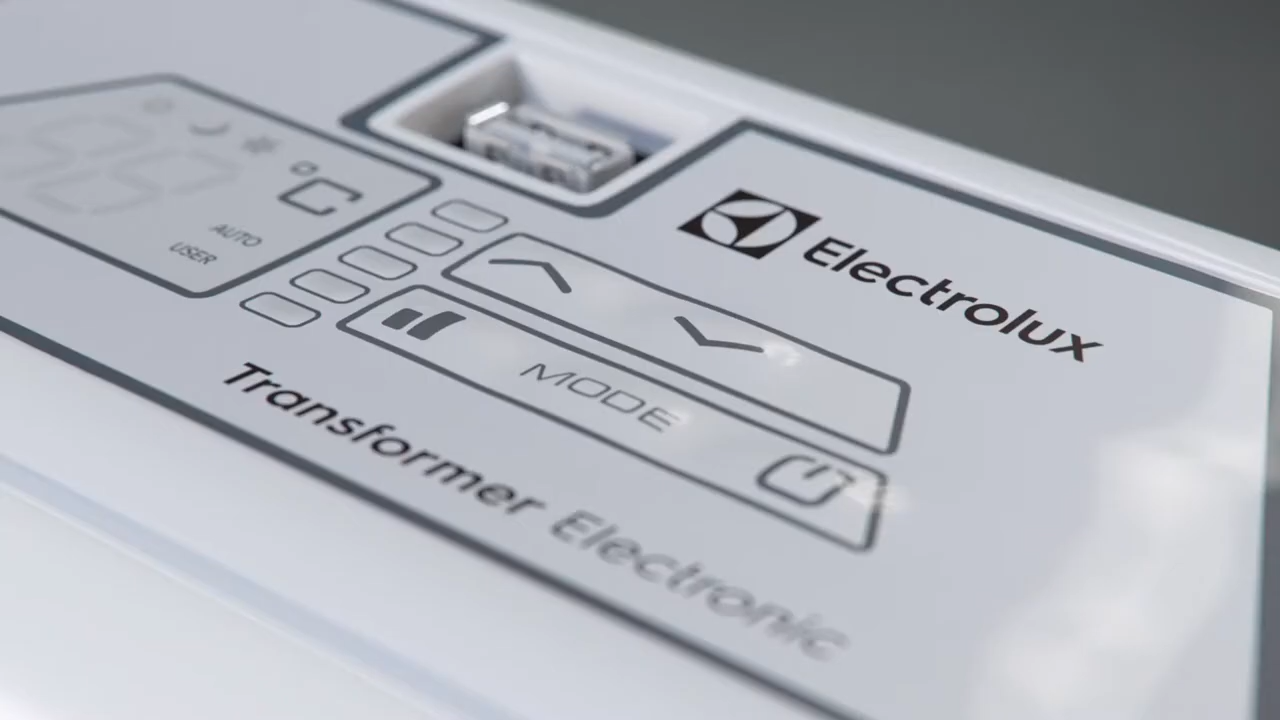 Electrolux
°C
AUTO
USER
MODE
Transformer Electronic